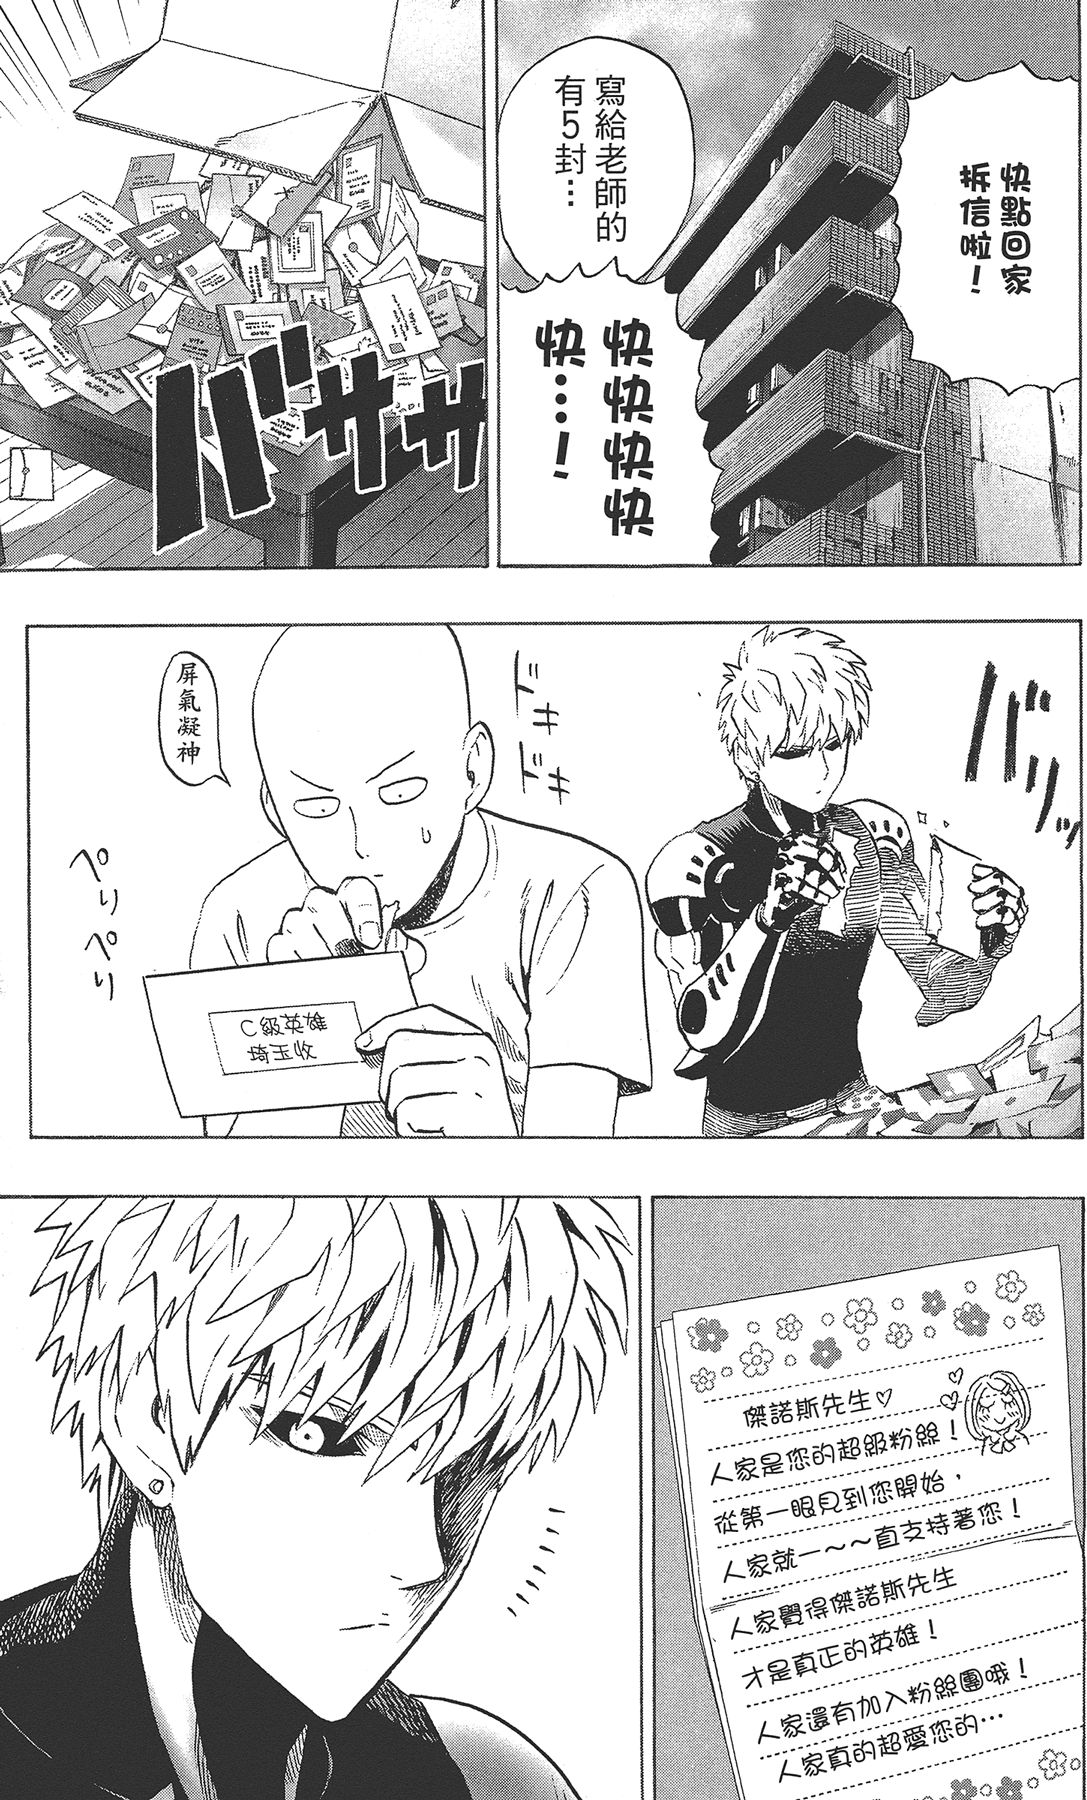 快點回家
拆信啦！
寫給老師的
有5封…
快快快快
快…！
バサササ
バリッ
ドキドキ
屏氣凝神
ぺりぺり
C級英雄
埼玉收
傑諾斯先生♡
人家是您的超級粉絲！
從第一眼見到您開始，
人家就一～～直支持著您！
人家覺得傑諾斯先生
才是真正的英雄！
人家還有加入粉絲團哦！
人家真的超愛您的…